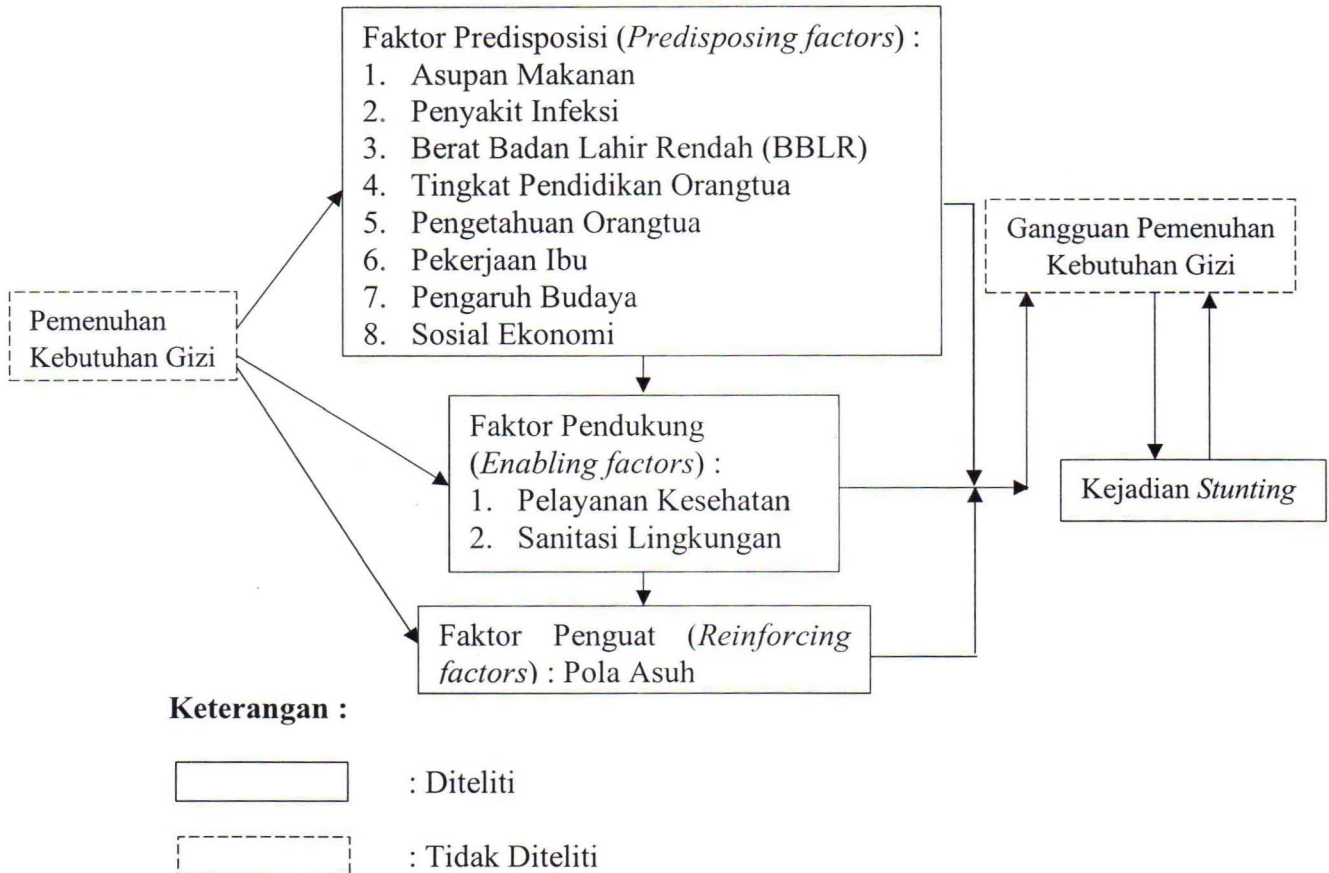 Faktor Predisposisi (Predisposing factors) :
1. Asupan Makanan
2. Penyakit Infeksi
3. Berat Badan Lahir Rendah (BBLR)
4. Tingkat Pendidikan Orangtua
5. Pengetahuan Orangtua
6. Pekerjaan Ibu
7. Pengaruh Budaya
8. Sosial Ekonomi
Pemenuhan
Kebutuhan Gizi
Gangguan Pemenuhan
Kebutuhan Gizi
Faktor Pendukung
(Enabling factors) :
1. Pelayanan Kesehatan
2. Sanitasi Lingkungan
Kejadian Stunting
Faktor Penguat (Reinforcing
factors) : Pola Asuh
Keterangan :
: Diteliti
: Tidak Diteliti